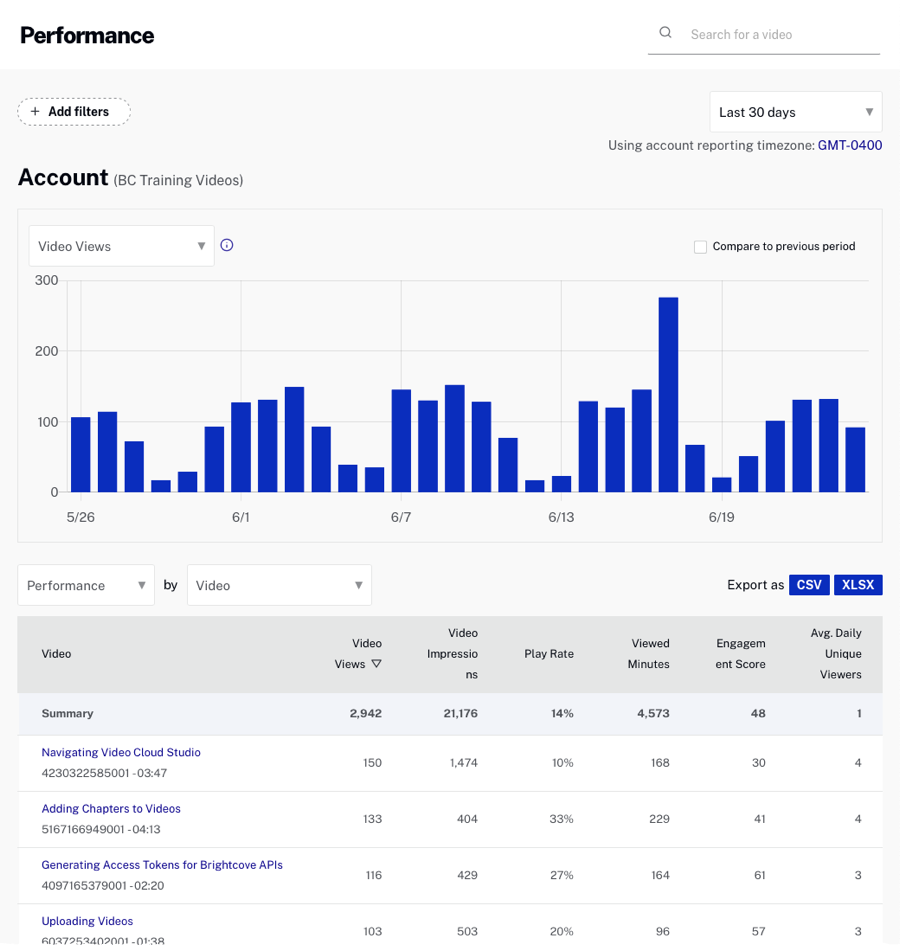 Performance
Search for a video
+ Add filters
Last 30 days
Using account reporting timezone: GMT-0400
Account (BC Training Videos)
Video Views
Compare to previous period
300
200
100
0
5/26 6/1 6/7 6/13 6/19
Performance by Video
Export as CSV XLSX
Video
Video Views
Video Impressio ns
Play Rate
Viewed Minutes
Engagem ent Score
Avg. Daily Unique Viewers
Summary 2,942 21,176 14% 4,573 48 1
Navigating Video Cloud Studio
4230322585001 - 03:47
150 1,474 10% 168 30 4
Adding Chapters to Videos
5167166949001 - 04:13
133 404 33% 229 41 4
Generating Access Tokens for Brightcove APIs
4097165379001 - 02:20
116 429 27% 164 61 3
Uploading Videos
6037253402001 - 01:38
103 503 20% 96 57 3